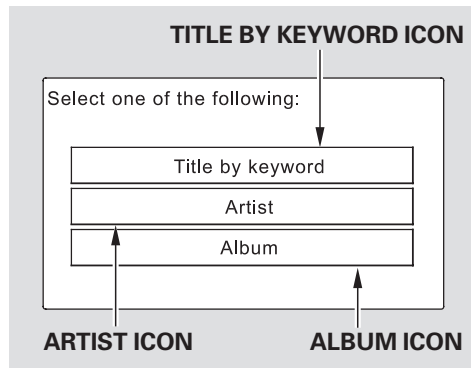 TITLE BY KEYWORD ICON
Select one of the following:
Title by keyword
Artist
Album
ARTIST ICON
ALBUM ICON